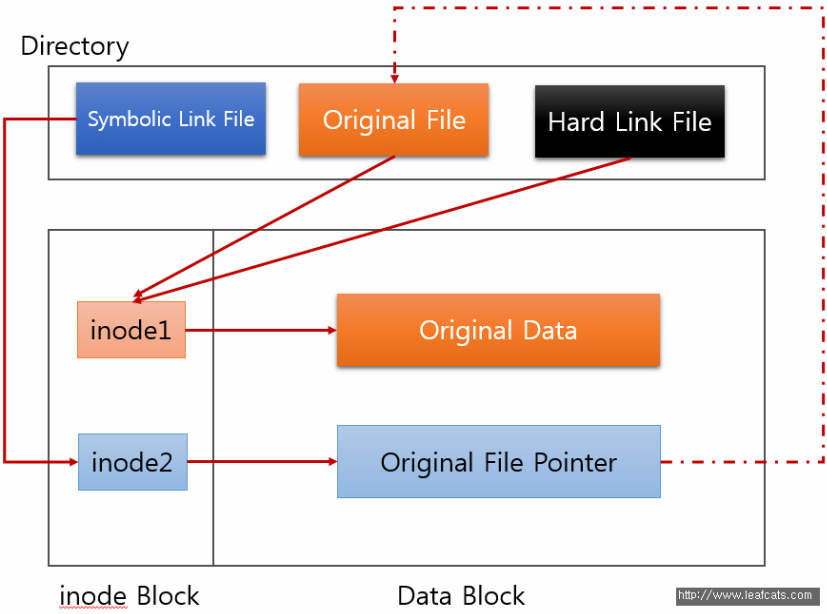 Directory
Symbolic Link File
Original File
Hard Link File
inode1
Original Data
inode2
Original File Pointer
inode Block
Data Block
http://www.leafcats.com